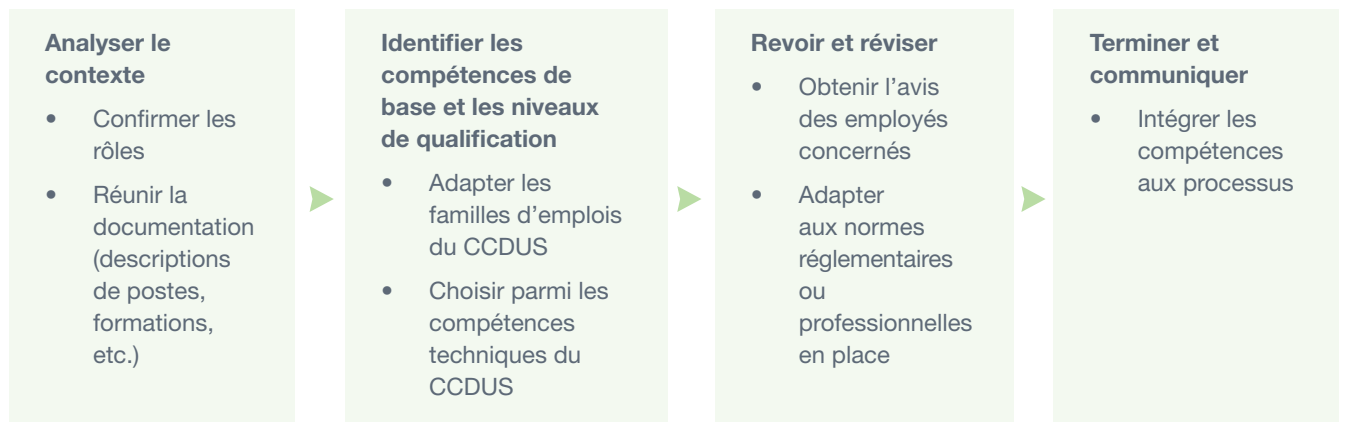 Analyser le
contexte
• Confirmer les
rôles
• Réunir la
documentation
(descriptions
de postes,
formations,
etc.)
Identifier les
compétences de
base et les niveaux
de qualification
• Adapter les
familles d’emplois
du CCDUS
• Choisir parmi les
compétences
techniques du
CCDUS
Revoir et réviser
• Obtenir l’avis
des employés
concernés
• Adapter
aux normes
réglementaires
ou
professionnelles
en place
Terminer et
communiquer
• Intégrer les
compétences
aux processus